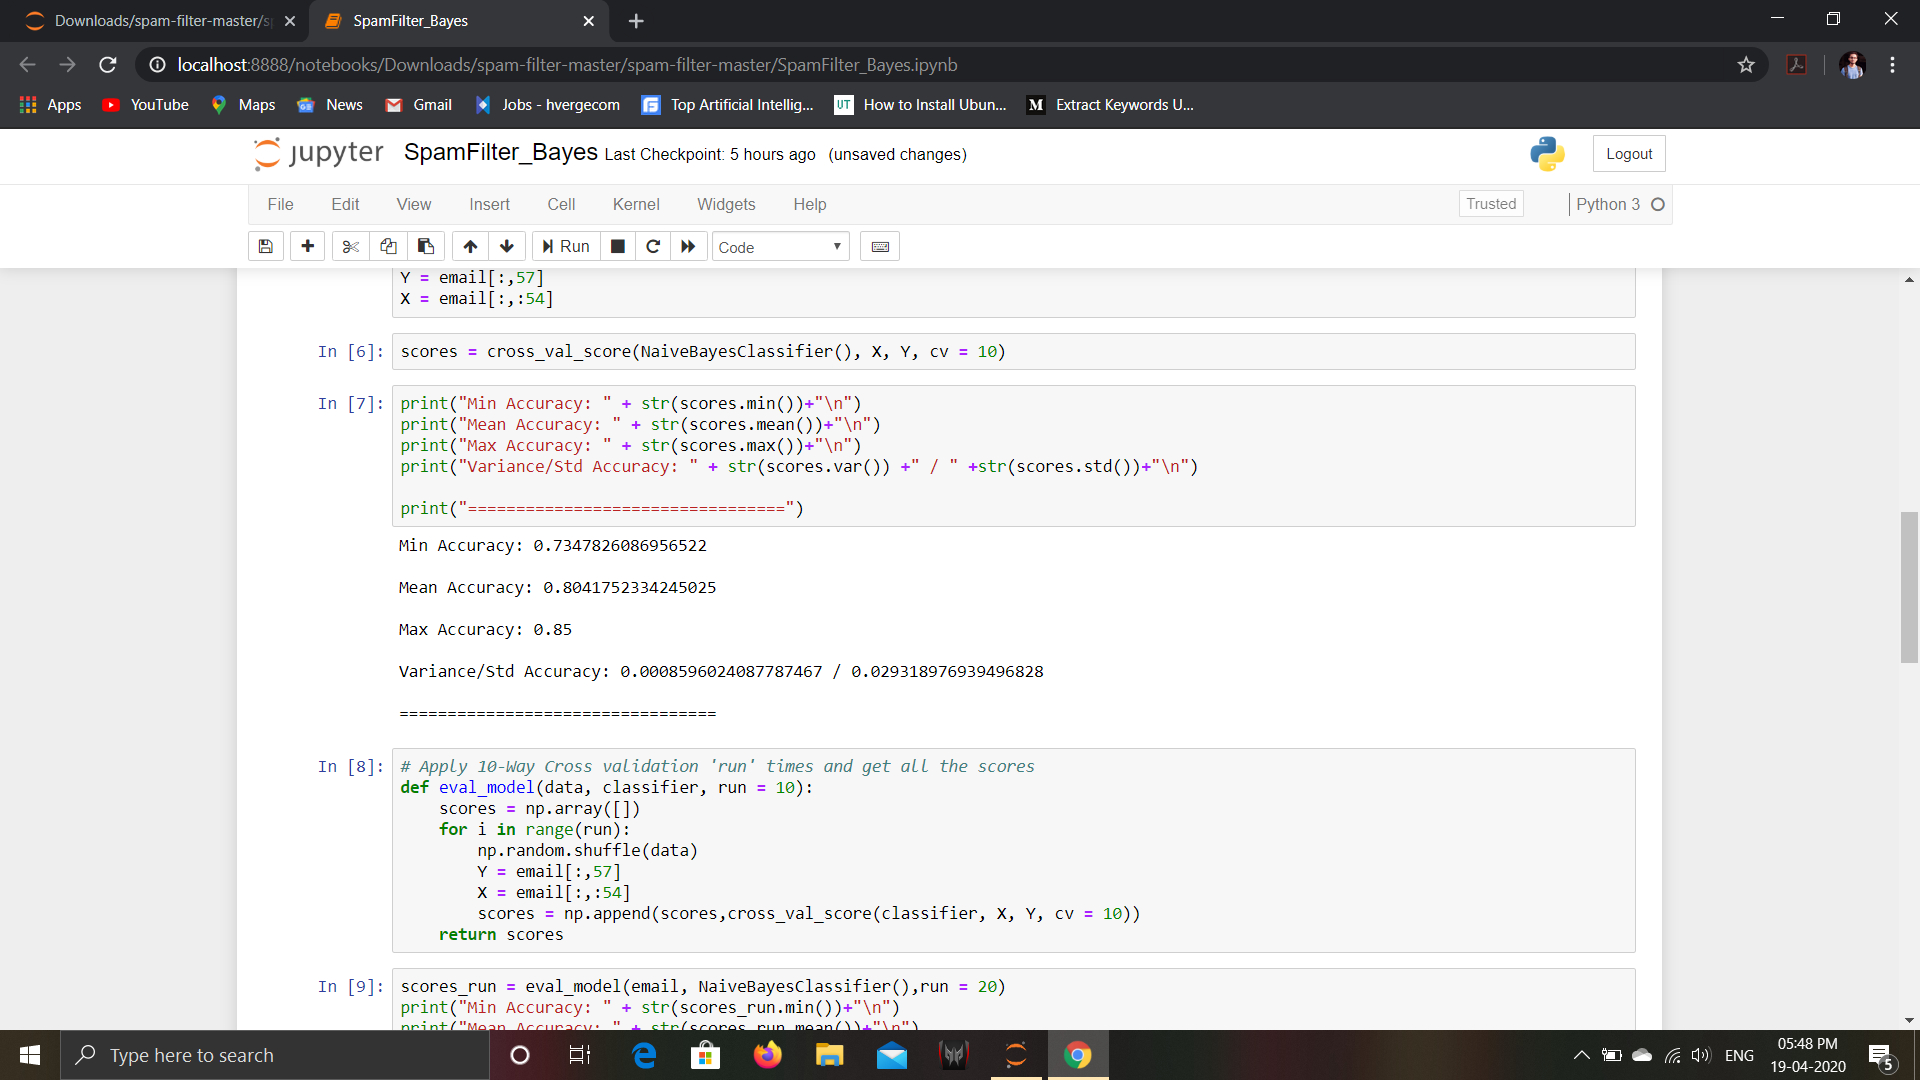 Downloads/spam-filter-master/s
SpamFilter_Bayes
localhost:8888/notebooks/Downloads/spam-filter-master/spam-filter-master/SpamFilter_Bayes.ipynb
Apps YouTube Maps News Gmail Jobs - hvergecom Top Artificial Intellig... UT How to Install Ubun... M Extract Keywords U...
jupyter SpamFilter_Bayes Last Checkpoint: 5 hours ago (unsaved changes) Logout
File Edit View Insert Cell Kernel Widgets Help Trusted Python 3
Run Code
Y = email[:,57]
X = email[:,:54]
In [6]: scores = cross_val_score(NaiveBayesClassifier(), X, Y, cv = 10)
In [7]: print("Min Accuracy: " + str(scores.min())+"\n")
print("Mean Accuracy: " + str(scores.mean())+"\n")
print("Max Accuracy: " + str(scores.max())+"\n")
print("Variance/Std Accuracy: " + str(scores.var()) +" / " +str(scores.std())+"\n")
print("=================================")
Min Accuracy: 0.7347826086956522
Mean Accuracy: 0.8041752334245025
Max Accuracy: 0.85
Variance/Std Accuracy: 0.0008596024087787467 / 0.029318976939496828
=================================
In [8]: # Apply 10-Way Cross validation 'run' times and get all the scores
def eval_model(data, classifier, run = 10):
    scores = np.array([])
    for i in range(run):
        np.random.shuffle(data)
        Y = email[:,57]
        X = email[:,:54]
        scores = np.append(scores,cross_val_score(classifier, X, Y, cv = 10))
    return scores
In [9]: scores_run = eval_model(email, NaiveBayesClassifier(),run = 20)
print("Min Accuracy: " + str(scores_run.min())+"\n")
print("Mean Accuracy: " + str(scores_run.mean())+"\n")
Type here to search ENG 05:48 PM
19-04-2020 5